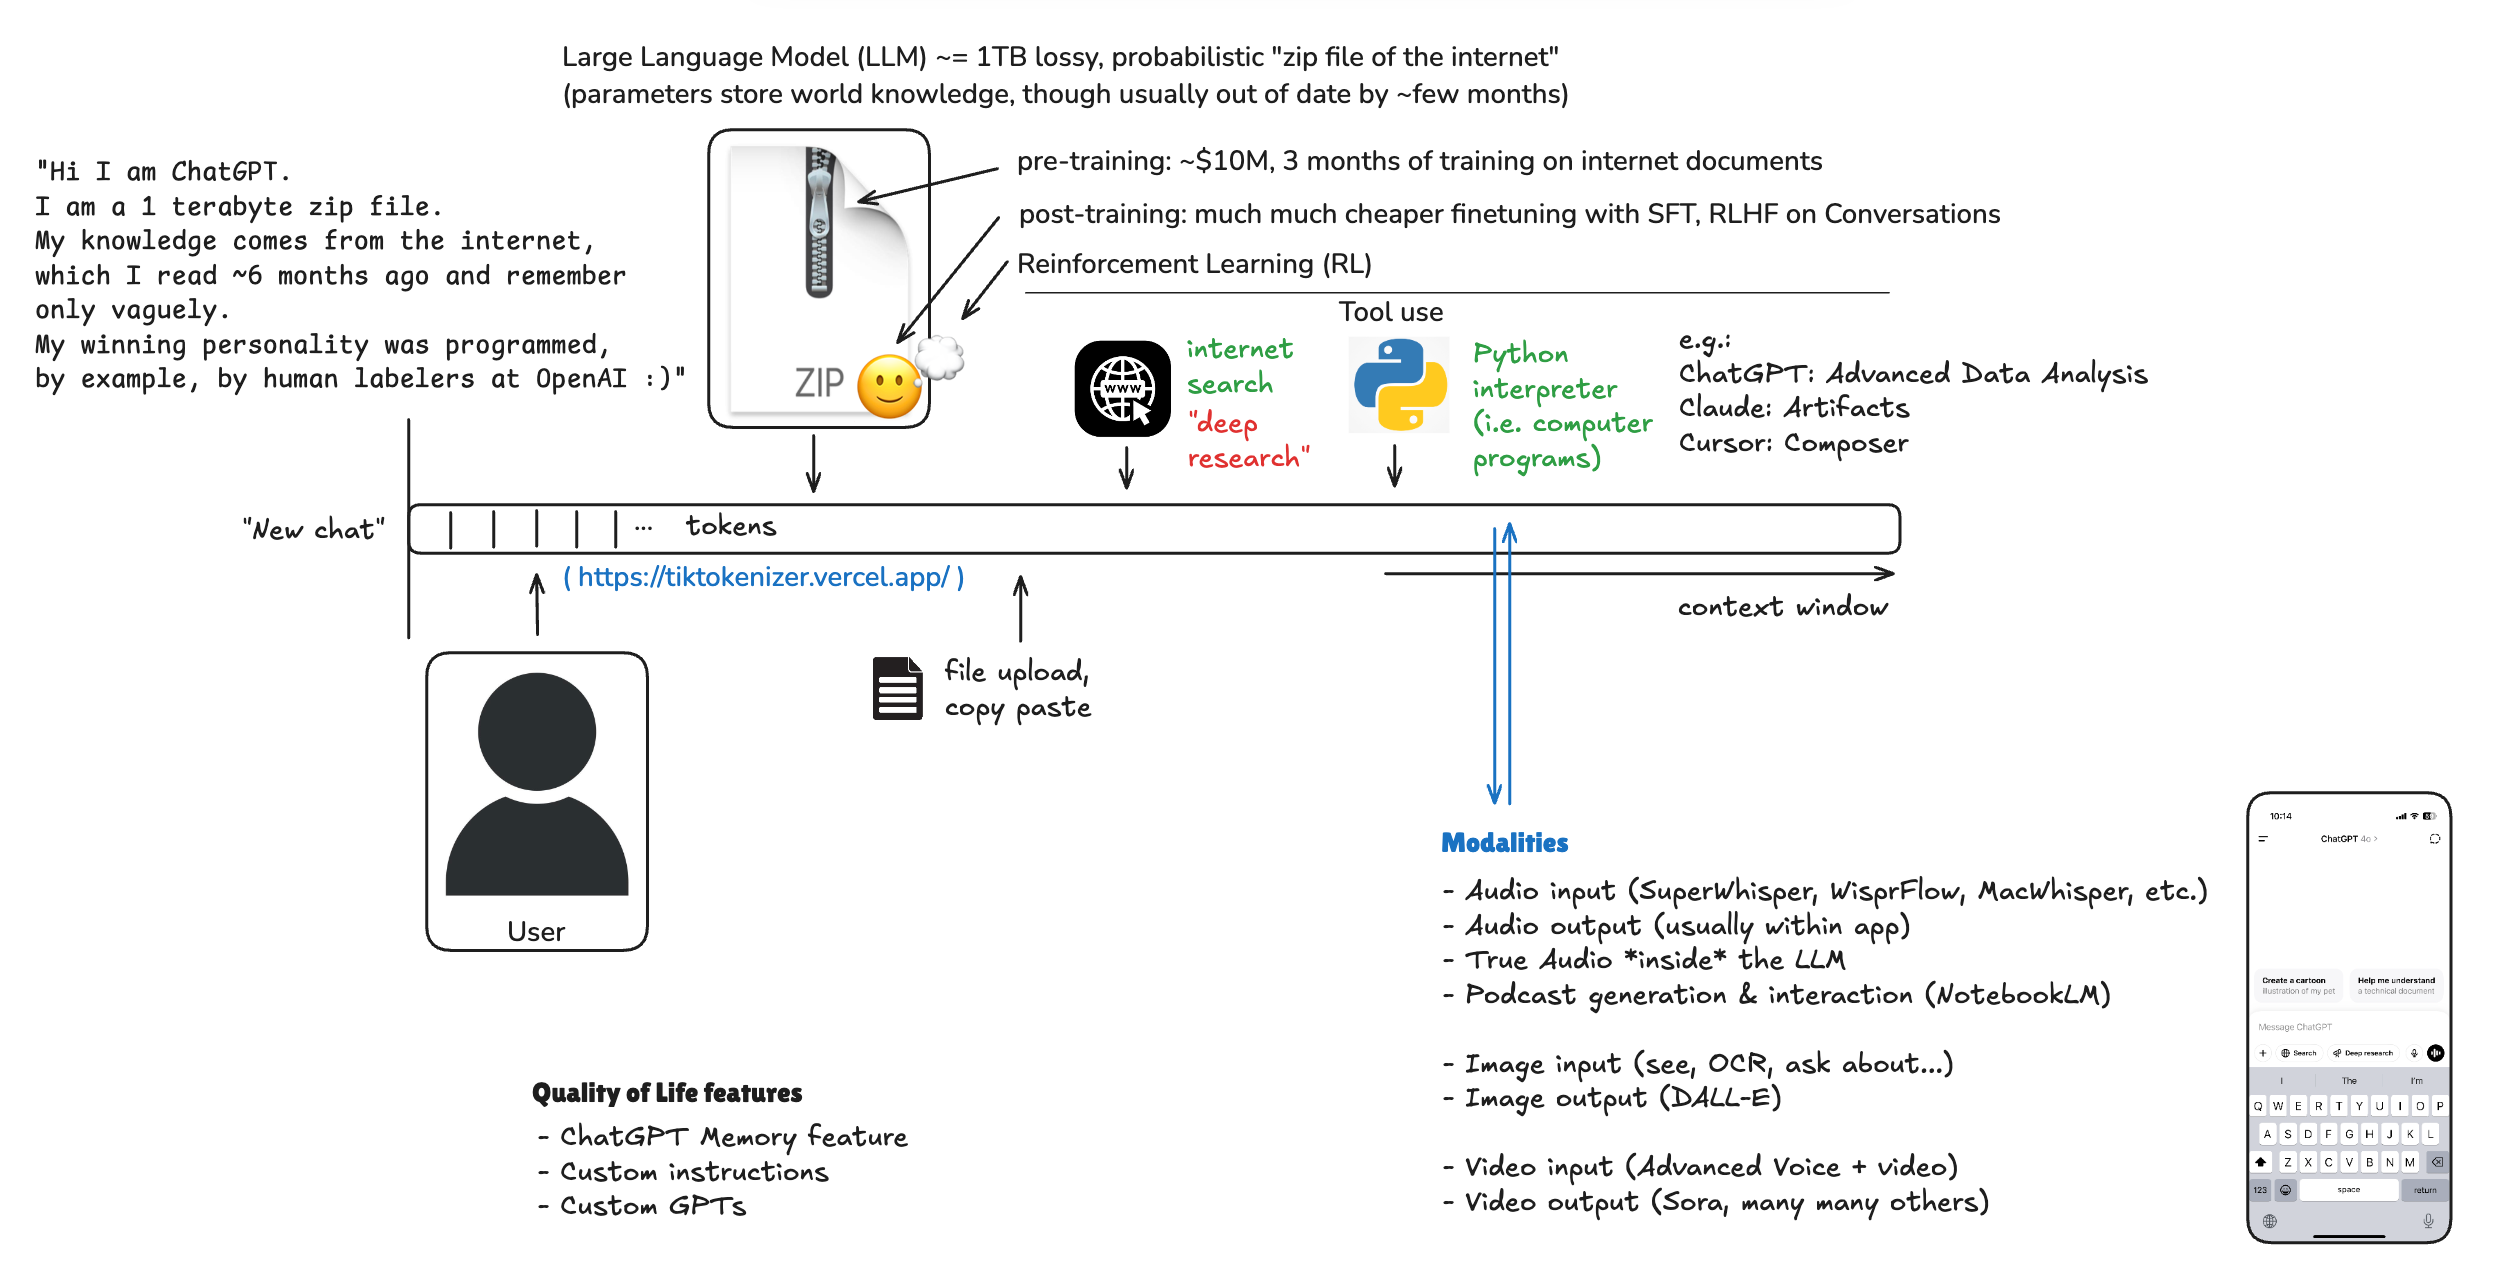 Large Language Model (LLM) ~= 1TB lossy, probabilistic "zip file of the internet"
(parameters store world knowledge, though usually out of date by ~few months)
"Hi I am ChatGPT.
I am a 1 terabyte zip file.
My knowledge comes from the internet,
which I read ~6 months ago and remember
only vaguely.
My winning personality was programmed,
by example, by human labelers at OpenAI :)"
ZIP
pre-training: ~$10M, 3 months of training on internet documents
post-training: much much cheaper finetuning with SFT, RLHF on Conversations
Reinforcement Learning (RL)
Tool use
www
internet
search
"deep
research"
Python
interpreter
(i.e. computer
programs)
e.g.:
ChatGPT: Advanced Data Analysis
Claude: Artifacts
Cursor: Composer
"New chat"
... tokens
( https://tiktokenizer.vercel.app/ )
context window
User
file upload,
copy paste
Modalities
- Audio input (SuperWhisper, WisprFlow, MacWhisper, etc.)
- Audio output (usually within app)
- True Audio *inside* the LLM
- Podcast generation & interaction (NotebookLM)
- Image input (see, OCR, ask about...)
- Image output (DALL-E)
- Video input (Advanced Voice + video)
- Video output (Sora, many many others)
Quality of Life features
- ChatGPT Memory feature
- Custom instructions
- Custom GPTs
10:14
ChatGPT 4o >
Create a cartoon
illustration of my pet
Help me understand
a technical document
Message ChatGPT
+ Search Deep research
I The I'm
Q W E R T Y U I O P
A S D F G H J K L
Z X C V B N M
123 space return